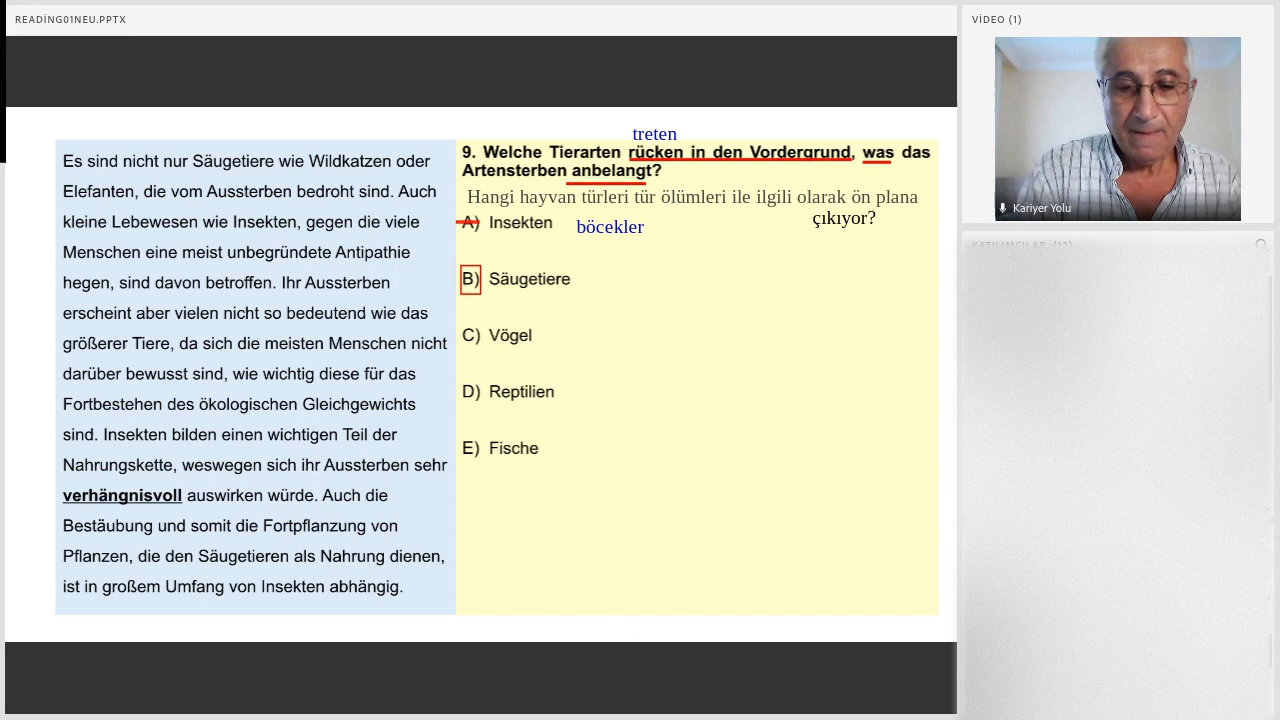 READİNG01NEU.PPTX
VİDEO (1)
Kariyer Yolu
KATILIMCILAR (12)
Es sind nicht nur Säugetiere wie Wildkatzen oder
Elefanten, die vom Aussterben bedroht sind. Auch
kleine Lebewesen wie Insekten, gegen die viele
Menschen eine meist unbegründete Antipathie
hegen, sind davon betroffen. Ihr Aussterben
erscheint aber vielen nicht so bedeutend wie das
größerer Tiere, da sich die meisten Menschen nicht
darüber bewusst sind, wie wichtig diese für das
Fortbestehen des ökologischen Gleichgewichts
sind. Insekten bilden einen wichtigen Teil der
Nahrungskette, weswegen sich ihr Aussterben sehr
verhängnisvoll auswirken würde. Auch die
Bestäubung und somit die Fortpflanzung von
Pflanzen, die den Säugetieren als Nahrung dienen,
ist in großem Umfang von Insekten abhängig.
treten
9. Welche Tierarten rücken in den Vordergrund, was das
Artensterben anbelangt?
Hangi hayvan türleri tür ölümleri ile ilgili olarak ön plana
çıkıyor?
A) Insekten
böcekler
B) Säugetiere
C) Vögel
D) Reptilien
E) Fische